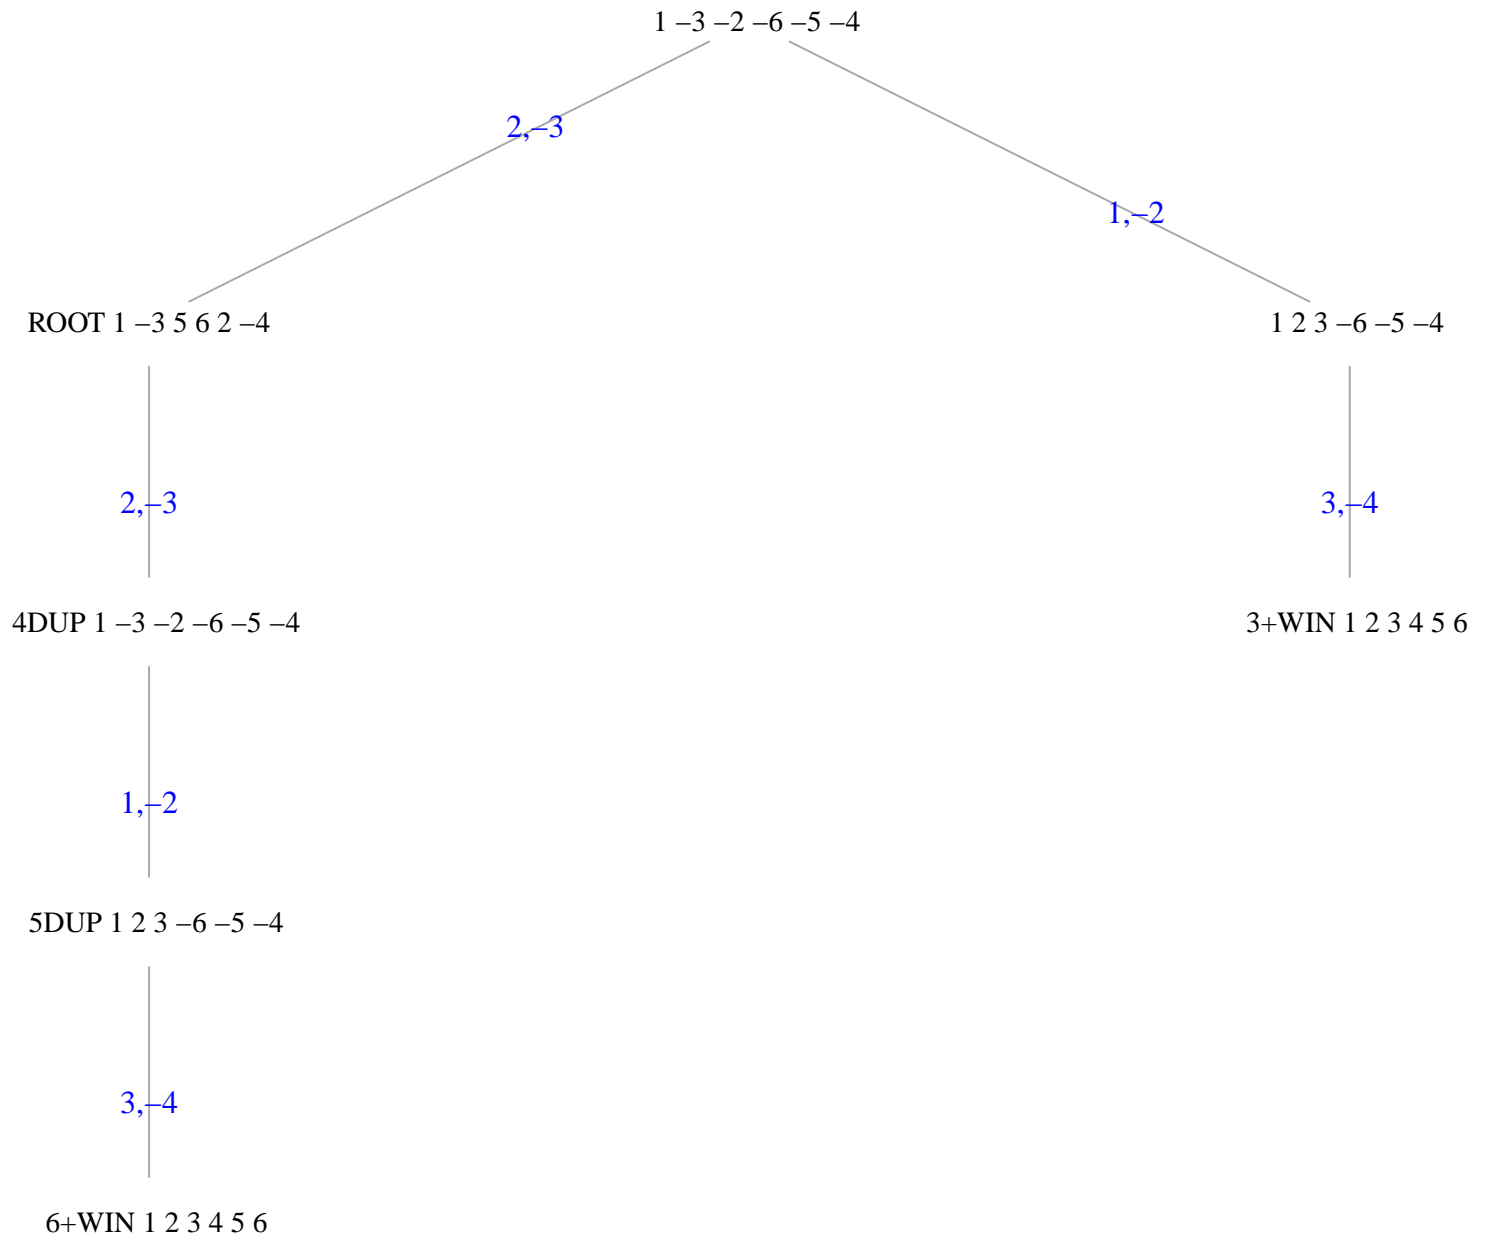 1 –3 –2 –6 –5 –4
2,–3
1,–2
ROOT 1 –3 5 6 2 –4
1 2 3 –6 –5 –4
2,–3
3,–4
4DUP 1 –3 –2 –6 –5 –4
3+WIN 1 2 3 4 5 6
1,–2
5DUP 1 2 3 –6 –5 –4
3,–4
6+WIN 1 2 3 4 5 6